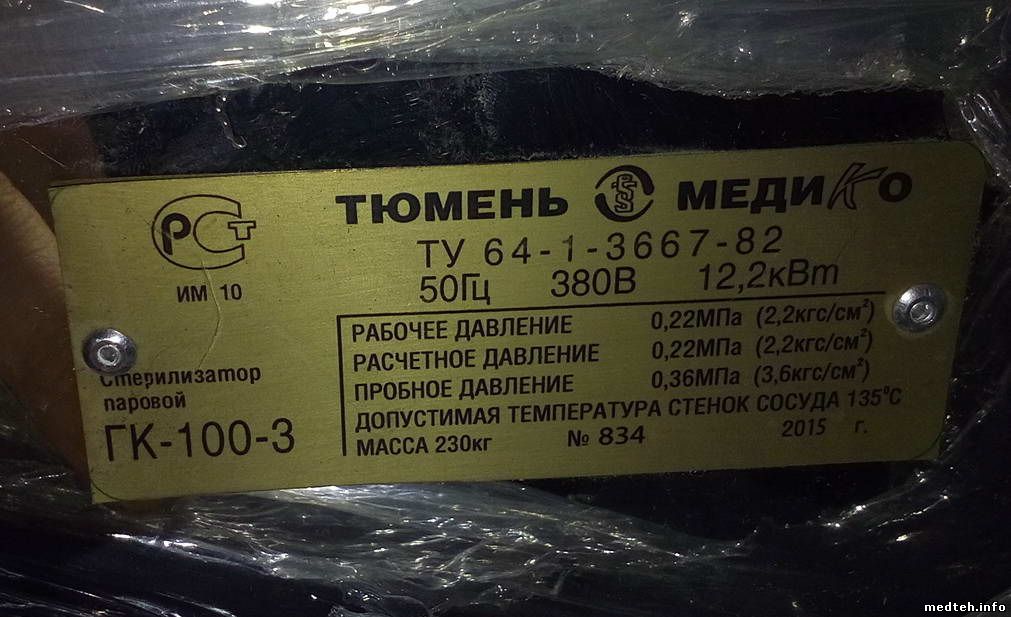 РСТ
ТЮМЕНЬ МЕДИКО
ТУ 64-1-3667-82
ИМ 10
50Гц 380В 12,2кВт
РАБОЧЕЕ ДАВЛЕНИЕ 0,22МПа (2,2кгс/см²)
РАСЧЕТНОЕ ДАВЛЕНИЕ 0,22МПа (2,2кгс/см²)
ПРОБНОЕ ДАВЛЕНИЕ 0,36МПа (3,6кгс/см²)
ДОПУСТИМАЯ ТЕМПЕРАТУРА СТЕНОК СОСУДА 135°С
МАССА 230кг № 834 2015 г.
Стерилизатор
паровой
ГК-100-3
medteh.info